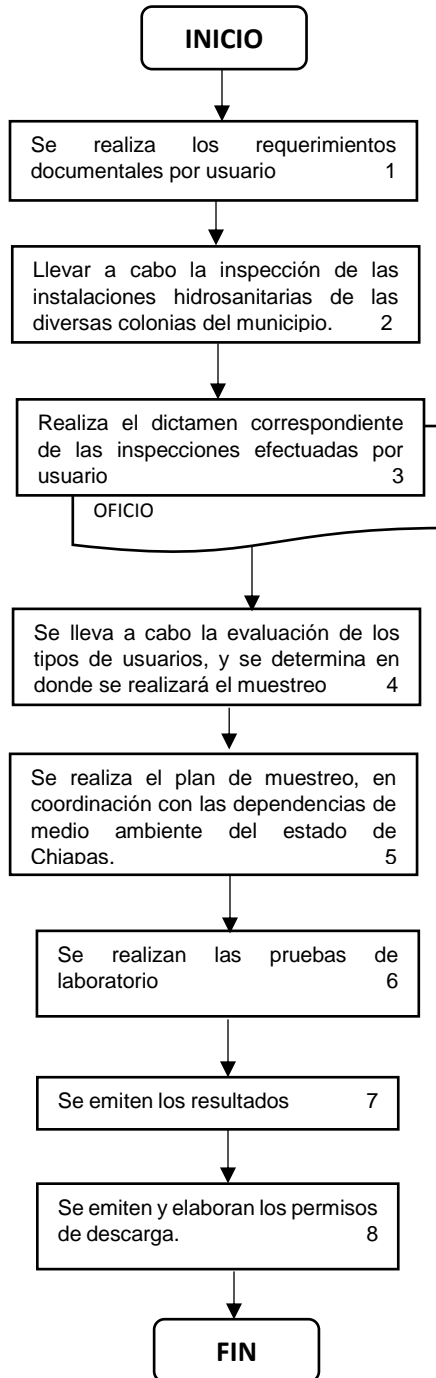 INICIO
Se realiza los requerimientos
documentales por usuario 1
Llevar a cabo la inspección de las
instalaciones hidrosanitarias de las
diversas colonias del municipio. 2
Realiza el dictamen correspondiente
de las inspecciones efectuadas por
usuario 3
OFICIO
Se lleva a cabo la evaluación de los
tipos de usuarios, y se determina en
donde se realizará el muestreo 4
Se realiza el plan de muestreo, en
coordinación con las dependencias de
medio ambiente del estado de
Chiapas. 5
Se realizan las pruebas de
laboratorio 6
Se emiten los resultados 7
Se emiten y elaboran los permisos
de descarga. 8
FIN